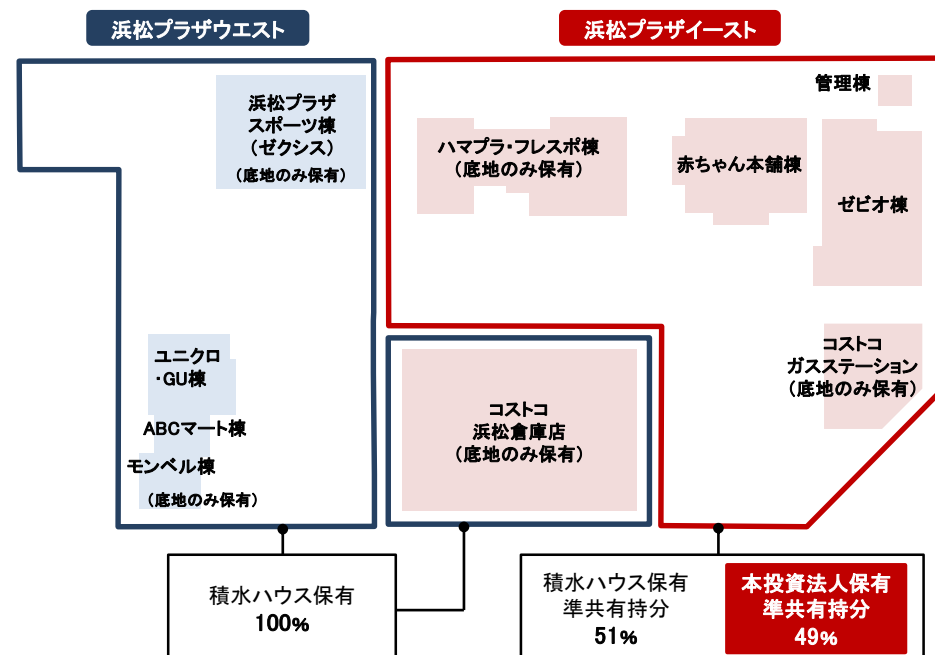 浜松プラザウエスト
浜松プラザイースト
浜松プラザ
スポーツ棟
(ゼクシス)
(底地のみ保有)
ユニクロ
・GU棟
ABCマート棟
モンベル棟
(底地のみ保有)
管理棟
ハマプラ・フレスポ棟
(底地のみ保有)
赤ちゃん本舗棟
ゼビオ棟
コストコ
ガスステーション
(底地のみ保有)
コストコ
浜松倉庫店
(底地のみ保有)
積水ハウス保有
100%
積水ハウス保有
準共有持分
51%
本投資法人保有
準共有持分
49%